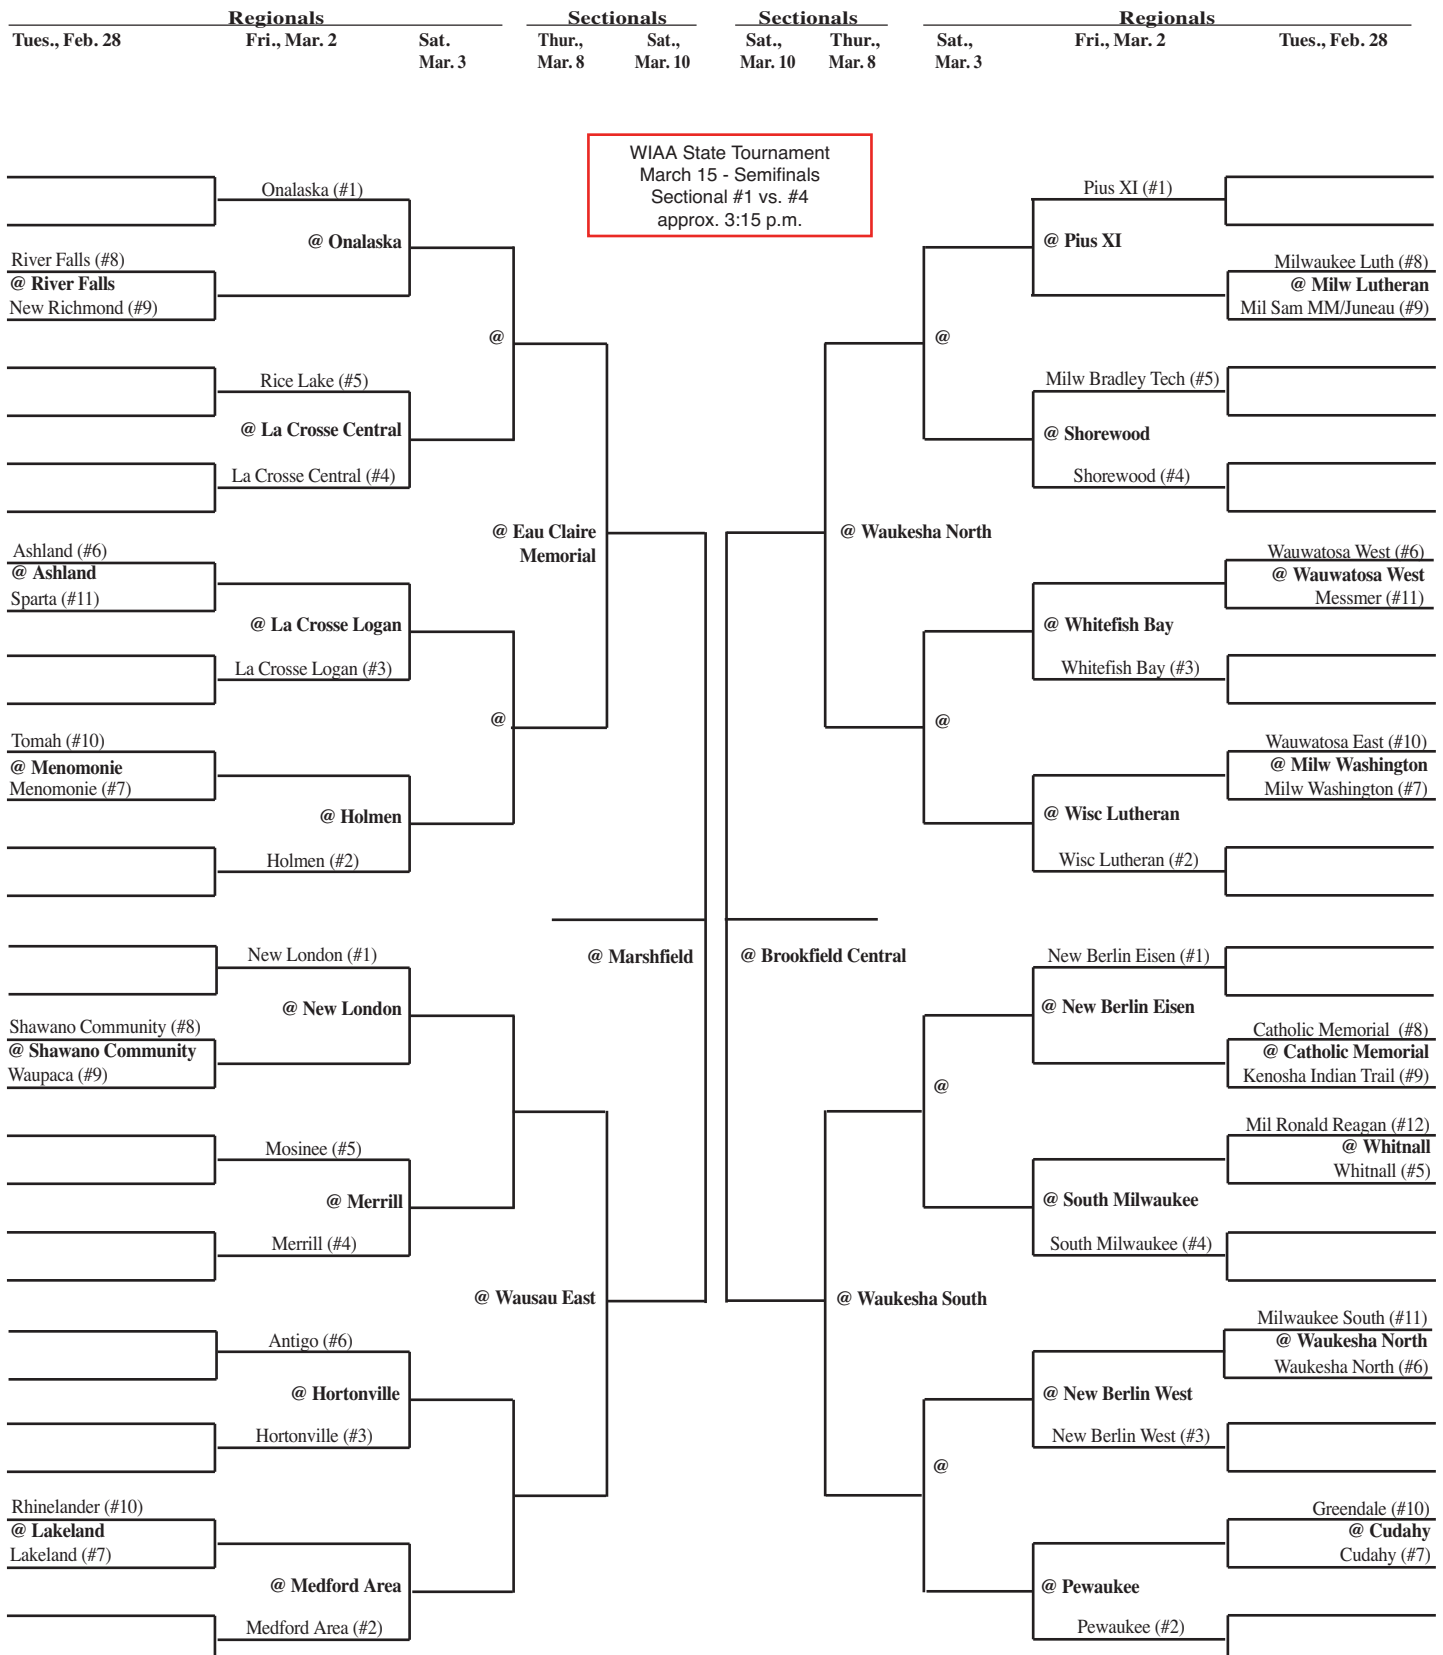 Regionals
Sectionals
Sectionals
Regionals
Tues., Feb. 28
Fri., Mar. 2
Sat.
Mar. 3
Thur.,
Mar. 8
Sat.,
Mar. 10
Sat.,
Mar. 10
Thur.,
Mar. 8
Sat.,
Mar. 3
Fri., Mar. 2
Tues., Feb. 28
WIAA State Tournament
March 15 - Semifinals
Sectional #1 vs. #4
approx. 3:15 p.m.
Onalaska (#1)
@ Onalaska
River Falls (#8)
@ River Falls
New Richmond (#9)
@
Rice Lake (#5)
@ La Crosse Central
La Crosse Central (#4)
@ Eau Claire
Memorial
Ashland (#6)
@ Ashland
Sparta (#11)
@ La Crosse Logan
La Crosse Logan (#3)
@
Tomah (#10)
@ Menomonie
Menomonie (#7)
@ Holmen
Holmen (#2)
@ Marshfield
New London (#1)
@ New London
Shawano Community (#8)
@ Shawano Community
Waupaca (#9)
Mosinee (#5)
@ Merrill
Merrill (#4)
@ Wausau East
Antigo (#6)
@ Hortonville
Hortonville (#3)
Rhinelander (#10)
@ Lakeland
Lakeland (#7)
@ Medford Area
Medford Area (#2)
Pius XI (#1)
@ Pius XI
Milwaukee Luth (#8)
@ Milw Lutheran
Mil Sam MM/Juneau (#9)
@
Milw Bradley Tech (#5)
@ Shorewood
Shorewood (#4)
@ Waukesha North
Wauwatosa West (#6)
@ Wauwatosa West
Messmer (#11)
@ Whitefish Bay
Whitefish Bay (#3)
@
Wauwatosa East (#10)
@ Milw Washington
Milw Washington (#7)
@ Wisc Lutheran
Wisc Lutheran (#2)
@ Brookfield Central
New Berlin Eisen (#1)
@ New Berlin Eisen
Catholic Memorial (#8)
@ Catholic Memorial
Kenosha Indian Trail (#9)
@
Mil Ronald Reagan (#12)
@ Whitnall
Whitnall (#5)
@ South Milwaukee
South Milwaukee (#4)
@ Waukesha South
Milwaukee South (#11)
@ Waukesha North
Waukesha North (#6)
@ New Berlin West
New Berlin West (#3)
@
Greendale (#10)
@ Cudahy
Cudahy (#7)
@ Pewaukee
Pewaukee (#2)